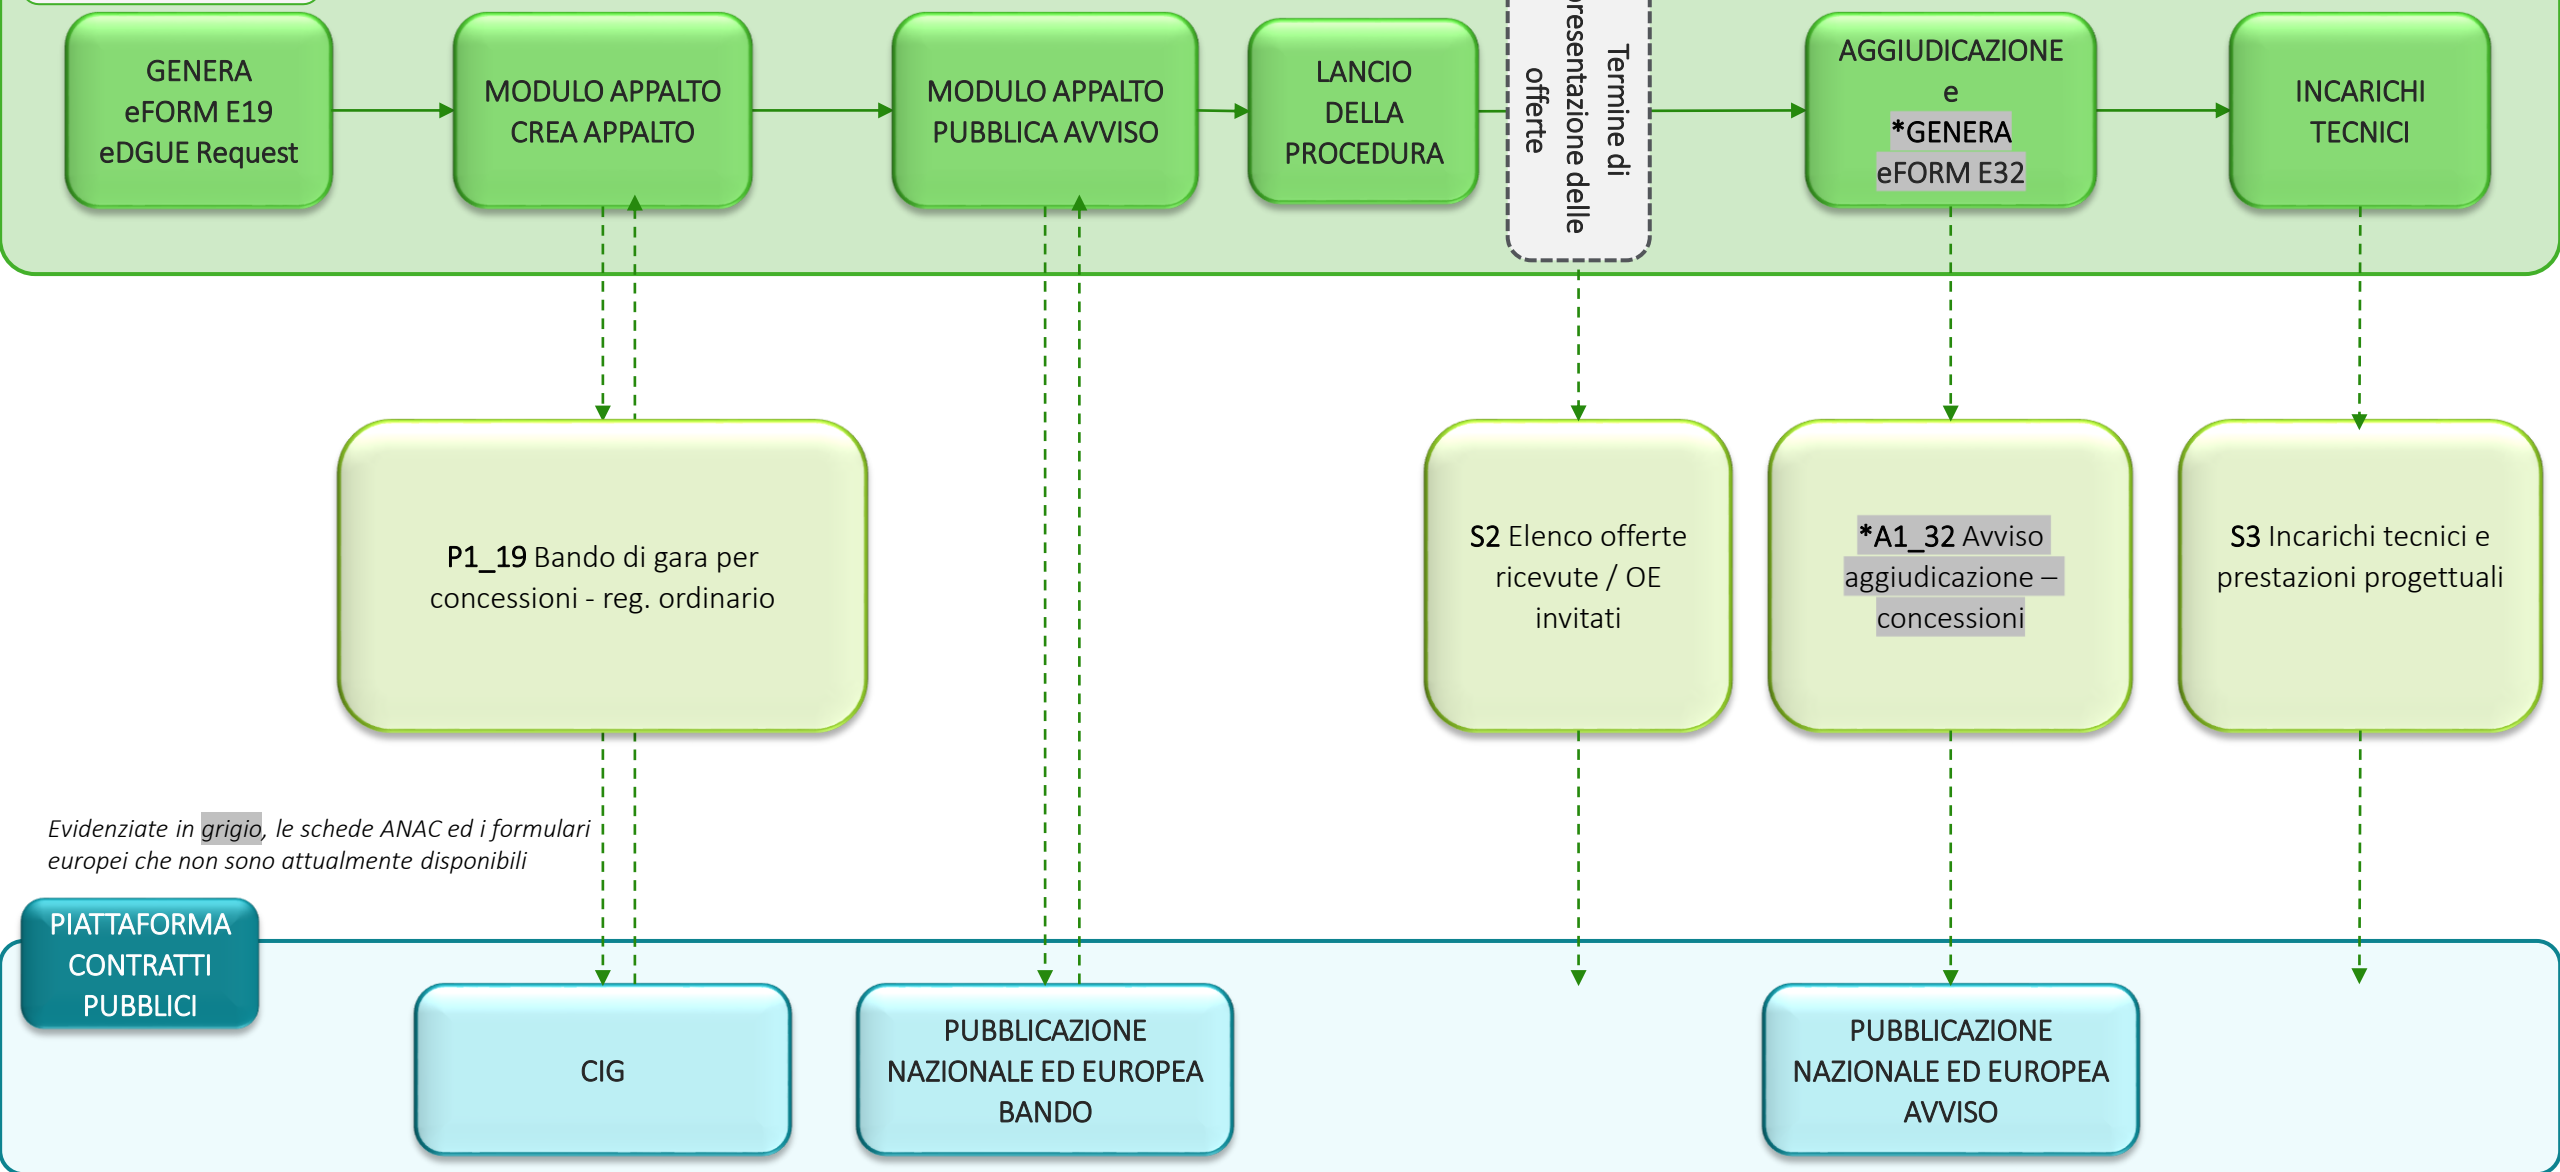 GENERA
eFORM E19
eDGUE Request
MODULO APPALTO
CREA APPALTO
MODULO APPALTO
PUBBLICA AVVISO
LANCIO
DELLA
PROCEDURA
Termine di
delle
offerte
AGGIUDICAZIONE
e
*GENERA
eFORM E32
INCARICHI
TECNICI
P1_19 Bando di gara per
concessioni - reg. ordinario
S2 Elenco offerte
ricevute / OE
invitati
*A1_32 Avviso
aggiudicazione –
concessioni
S3 Incarichi tecnici e
prestazioni progettuali
Evidenziate in grigio, le schede ANAC ed i formulari
europei che non sono attualmente disponibili
PIATTAFORMA
CONTRATTI
PUBBLICI
CIG
PUBBLICAZIONE
NAZIONALE ED EUROPEA
BANDO
PUBBLICAZIONE
NAZIONALE ED EUROPEA
AVVISO